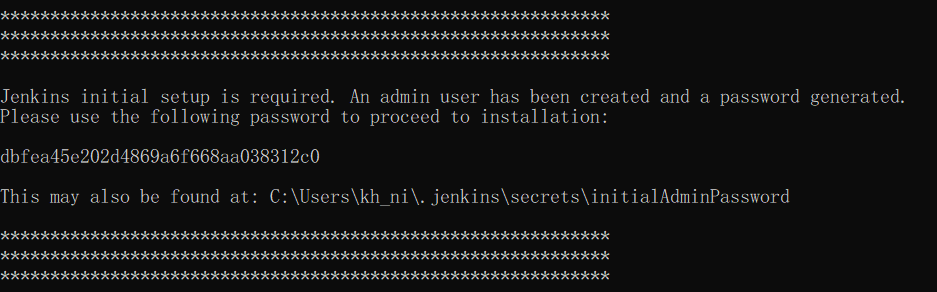 *************************************************************
*************************************************************
*************************************************************
Jenkins initial setup is required. An admin user has been created and a password generated.
Please use the following password to proceed to installation:
dbfea45e202d4869a6f668aa038312c0
This may also be found at: C:\Users\kh_ni\.jenkins\secrets\initialAdminPassword
*************************************************************
*************************************************************
*************************************************************